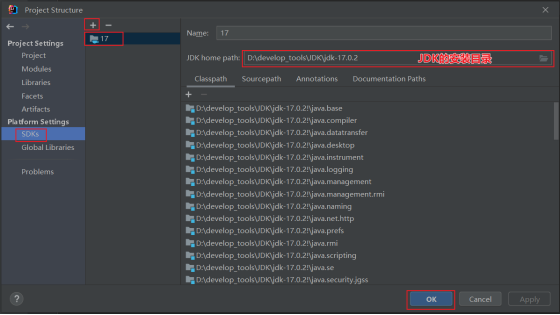 Project Structure
Project Settings
Project
Modules
Libraries
Facets
Artifacts
Platform Settings
SDKs
Global Libraries
Problems
17
Name: 17
JDK home path: D:\develop_tools\JDK\jdk-17.0.2 JDK的安装目录
Classpath Sourcepath Annotations Documentation Paths
D:\develop_tools\JDK\jdk-17.0.2!\java.base
D:\develop_tools\JDK\jdk-17.0.2!\java.compiler
D:\develop_tools\JDK\jdk-17.0.2!\java.datatransfer
D:\develop_tools\JDK\jdk-17.0.2!\java.desktop
D:\develop_tools\JDK\jdk-17.0.2!\java.instrument
D:\develop_tools\JDK\jdk-17.0.2!\java.logging
D:\develop_tools\JDK\jdk-17.0.2!\java.management
D:\develop_tools\JDK\jdk-17.0.2!\java.management.rmi
D:\develop_tools\JDK\jdk-17.0.2!\java.naming
D:\develop_tools\JDK\jdk-17.0.2!\java.net.http
D:\develop_tools\JDK\jdk-17.0.2!\java.prefs
D:\develop_tools\JDK\jdk-17.0.2!\java.rmi
D:\develop_tools\JDK\jdk-17.0.2!\java.scripting
D:\develop_tools\JDK\jdk-17.0.2!\java.se
D:\develop_tools\JDK\jdk-17.0.2!\java.security.jgss
? OK Cancel Apply